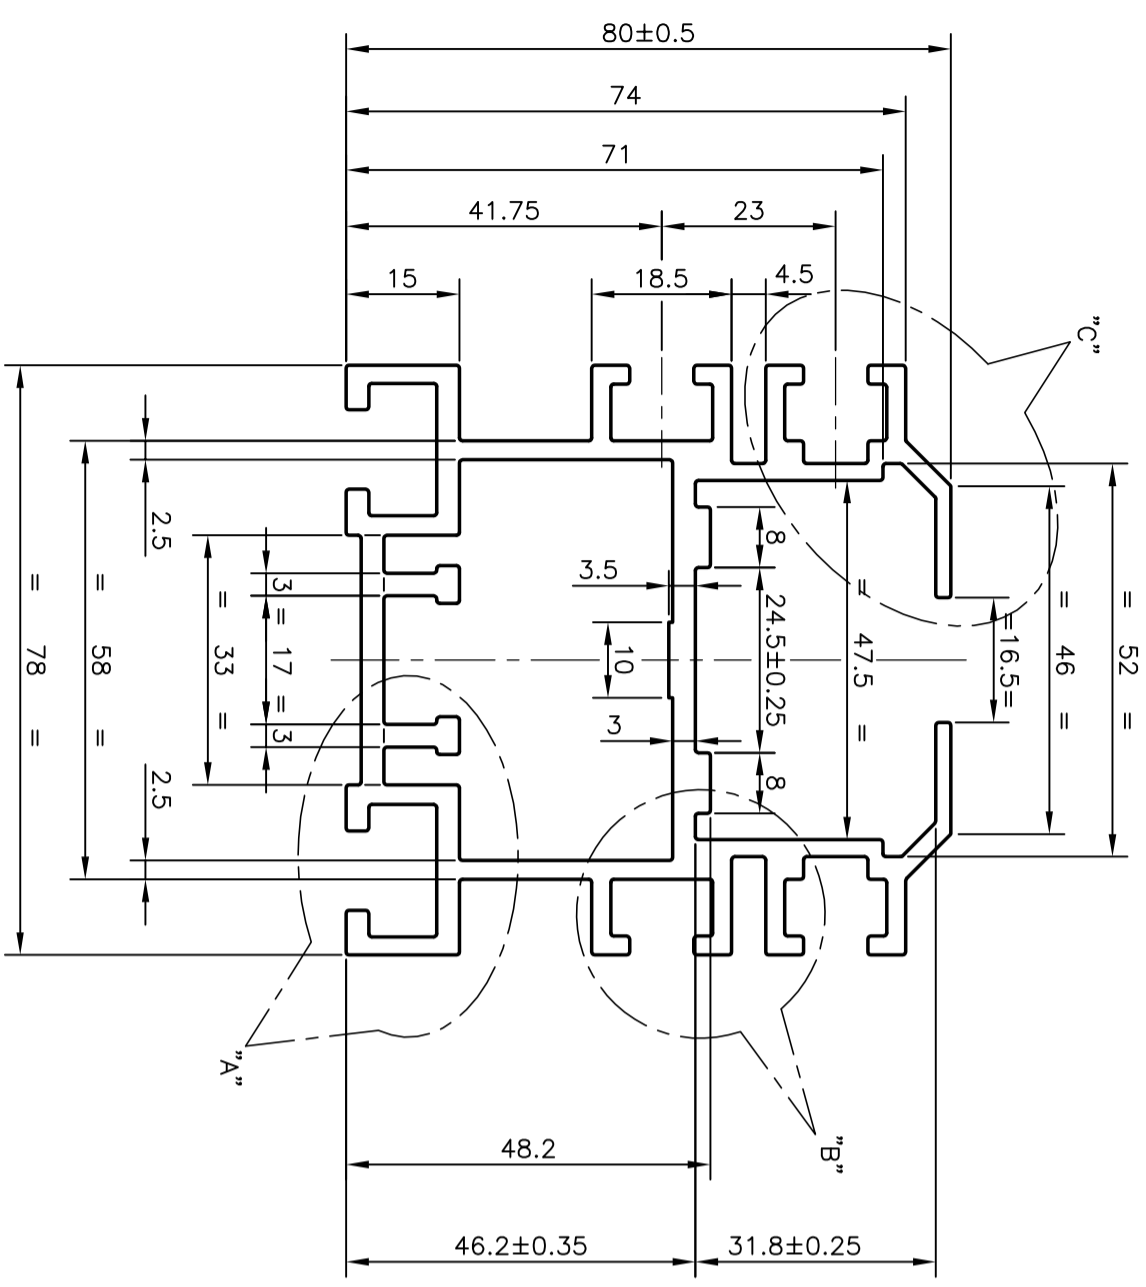 80±0.5
74
71
41.75
23
15
18.5
4.5
"C"
2.5
3.5
8
3
= 17 =
3
= 33 =
= 58 =
= 78 =
10
24.5±0.25
= 47.5 =
=16.5=
= 46 =
= 52 =
3
8
2.5
"A"
"B"
48.2
46.2±0.35
31.8±0.25